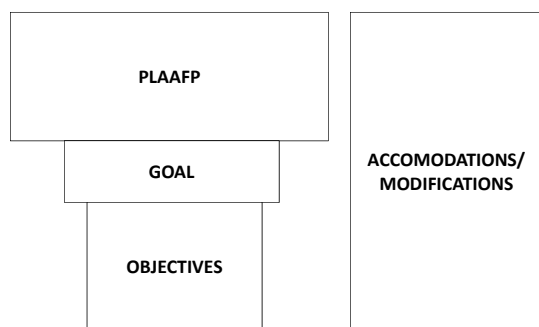 PLAAFP
GOAL
OBJECTIVES
ACCOMODATIONS/
MODIFICATIONS